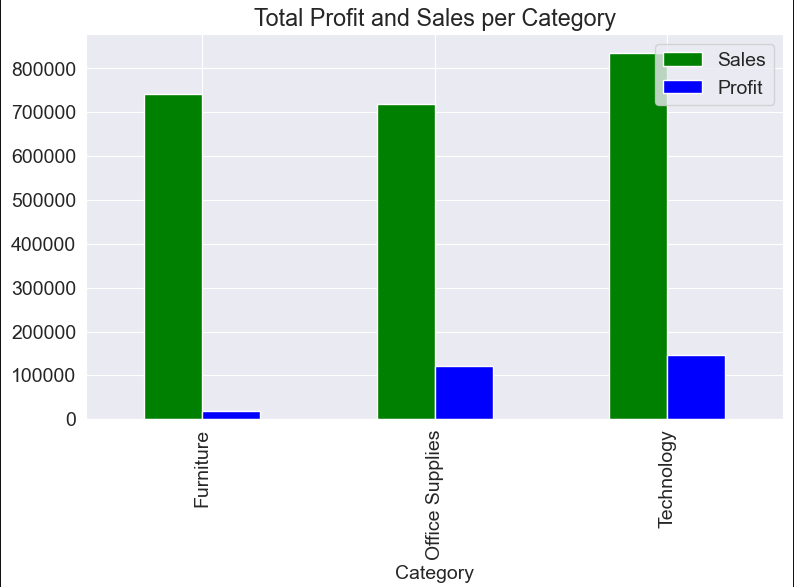 Total Profit and Sales per Category
Sales
Profit
800000
700000
600000
500000
400000
300000
200000
100000
0
Furniture
Office Supplies
Technology
Category